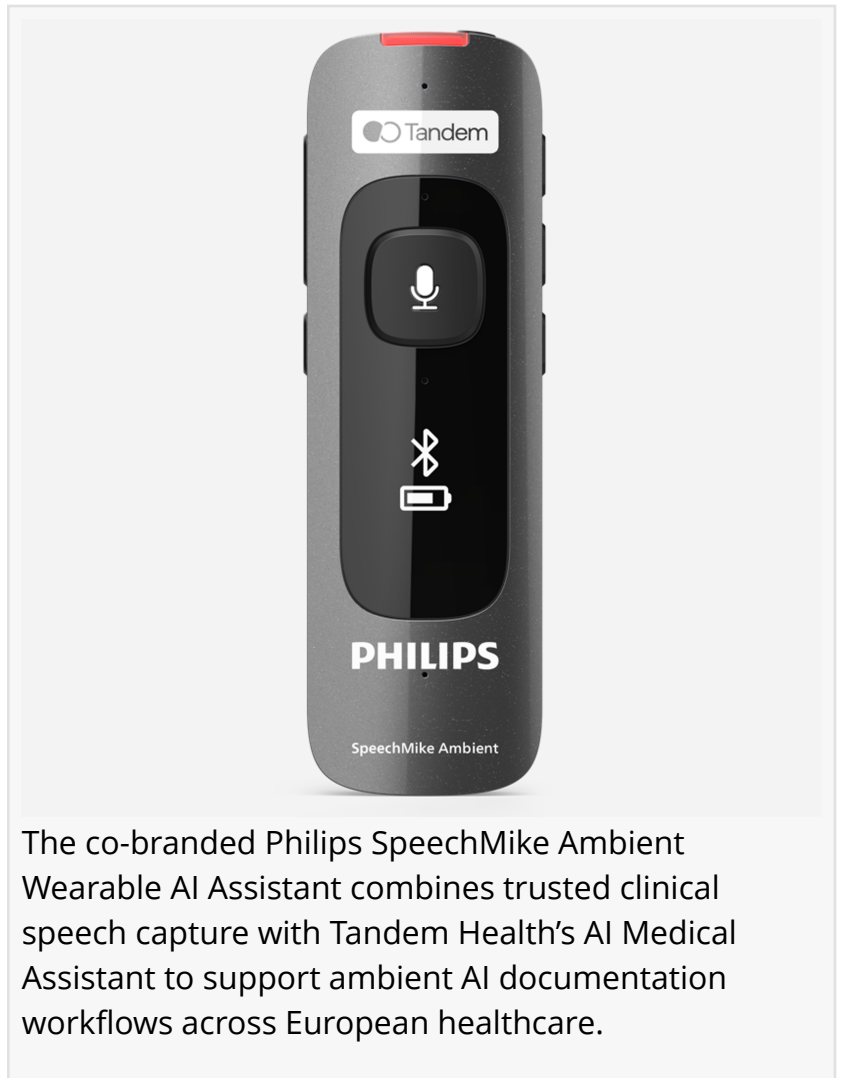 Tandem
PHILIPS
SpeechMike Ambient
The co-branded Philips SpeechMike Ambient
Wearable AI Assistant combines trusted clinical
speech capture with Tandem Health’s AI Medical
Assistant to support ambient AI documentation
workflows across European healthcare.